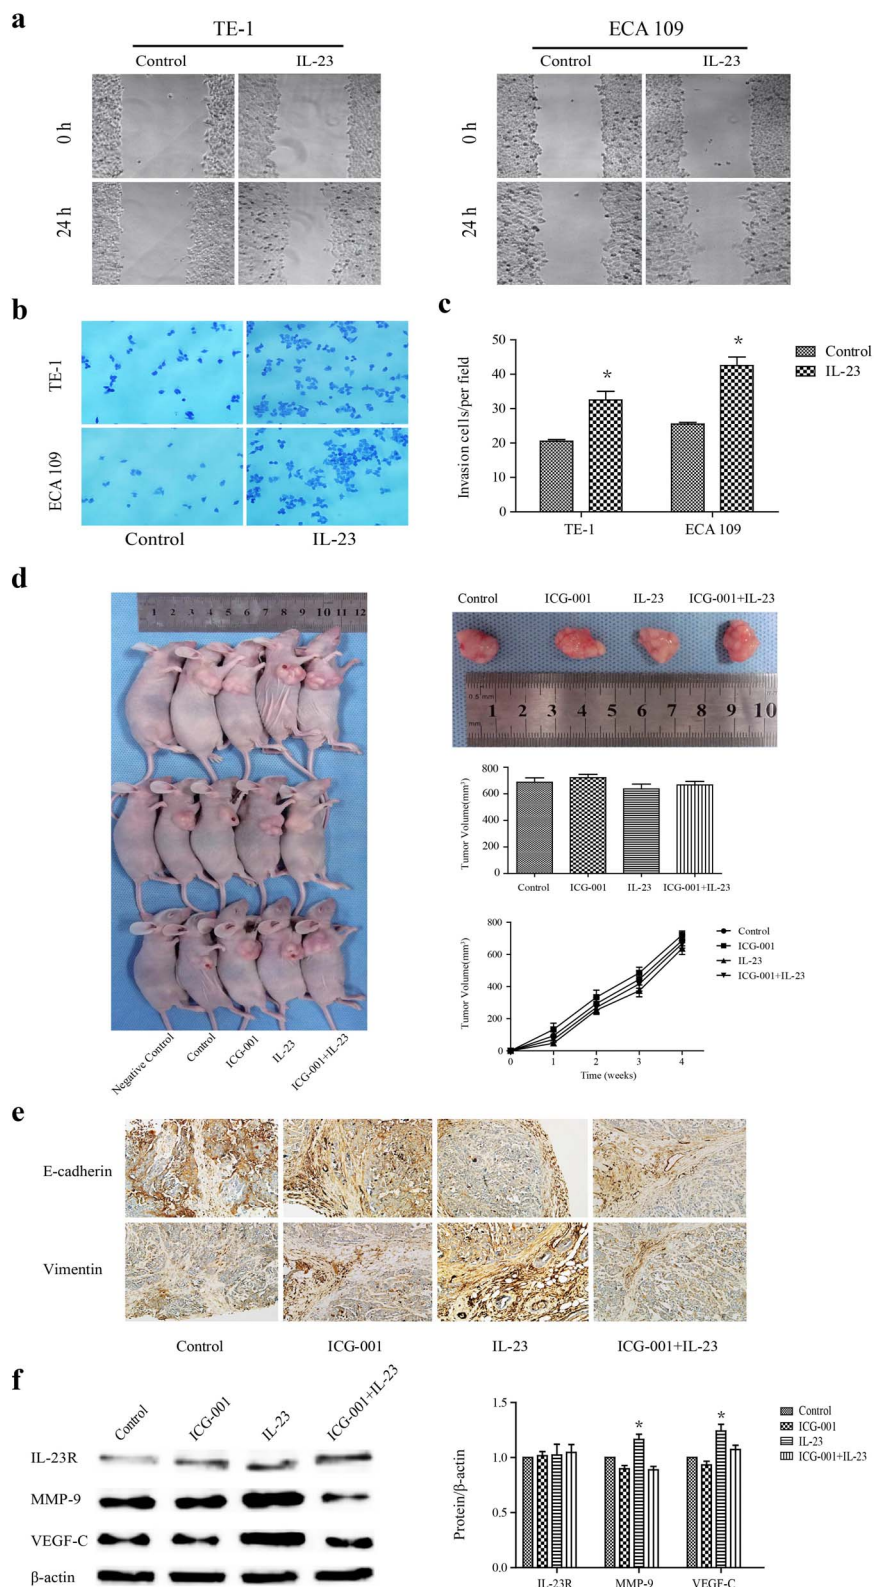 a
TE-1
ECA 109
Control
IL-23
Control
IL-23
0 h
24 h
0 h
24 h
b
TE-1
ECA 109
Control
IL-23
c
Invasion cells/per field
50
40
30
20
10
0
*
*
TE-1
ECA 109
Control
IL-23
d
1 2 3 4 5 6 7 8 9 10 11 12
Negative Control
Control
ICG-001
IL-23
ICG-001+IL-23
Control
ICG-001
IL-23
ICG-001+IL-23
0.5 mm
mm
1 2 3 4 5 6 7 8 9 10
Tumor Volume(mm³)
800
600
400
200
0
Control
ICG-001
IL-23
ICG-001+IL-23
Tumor Volume(mm³)
800
600
400
200
0
0 1 2 3 4
Time (weeks)
Control
ICG-001
IL-23
ICG-001+IL-23
e
E-cadherin
Vimentin
Control
ICG-001
IL-23
ICG-001+IL-23
f
Control
ICG-001
IL-23
ICG-001+IL-23
IL-23R
MMP-9
VEGF-C
β-actin
Protein/β-actin
1.5
1.0
0.5
0.0
*
*
IL-23R
MMP-9
VEGF-C
Control
ICG-001
IL-23
ICG-001+IL-23